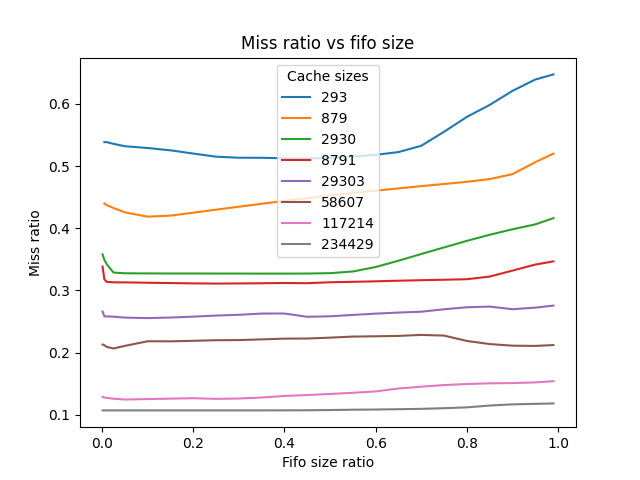 Miss ratio vs fifo size
Cache sizes
293
879
2930
8791
29303
58607
117214
234429
Miss ratio
0.6
0.5
0.4
0.3
0.2
0.1
0.0 0.2 0.4 0.6 0.8 1.0
Fifo size ratio